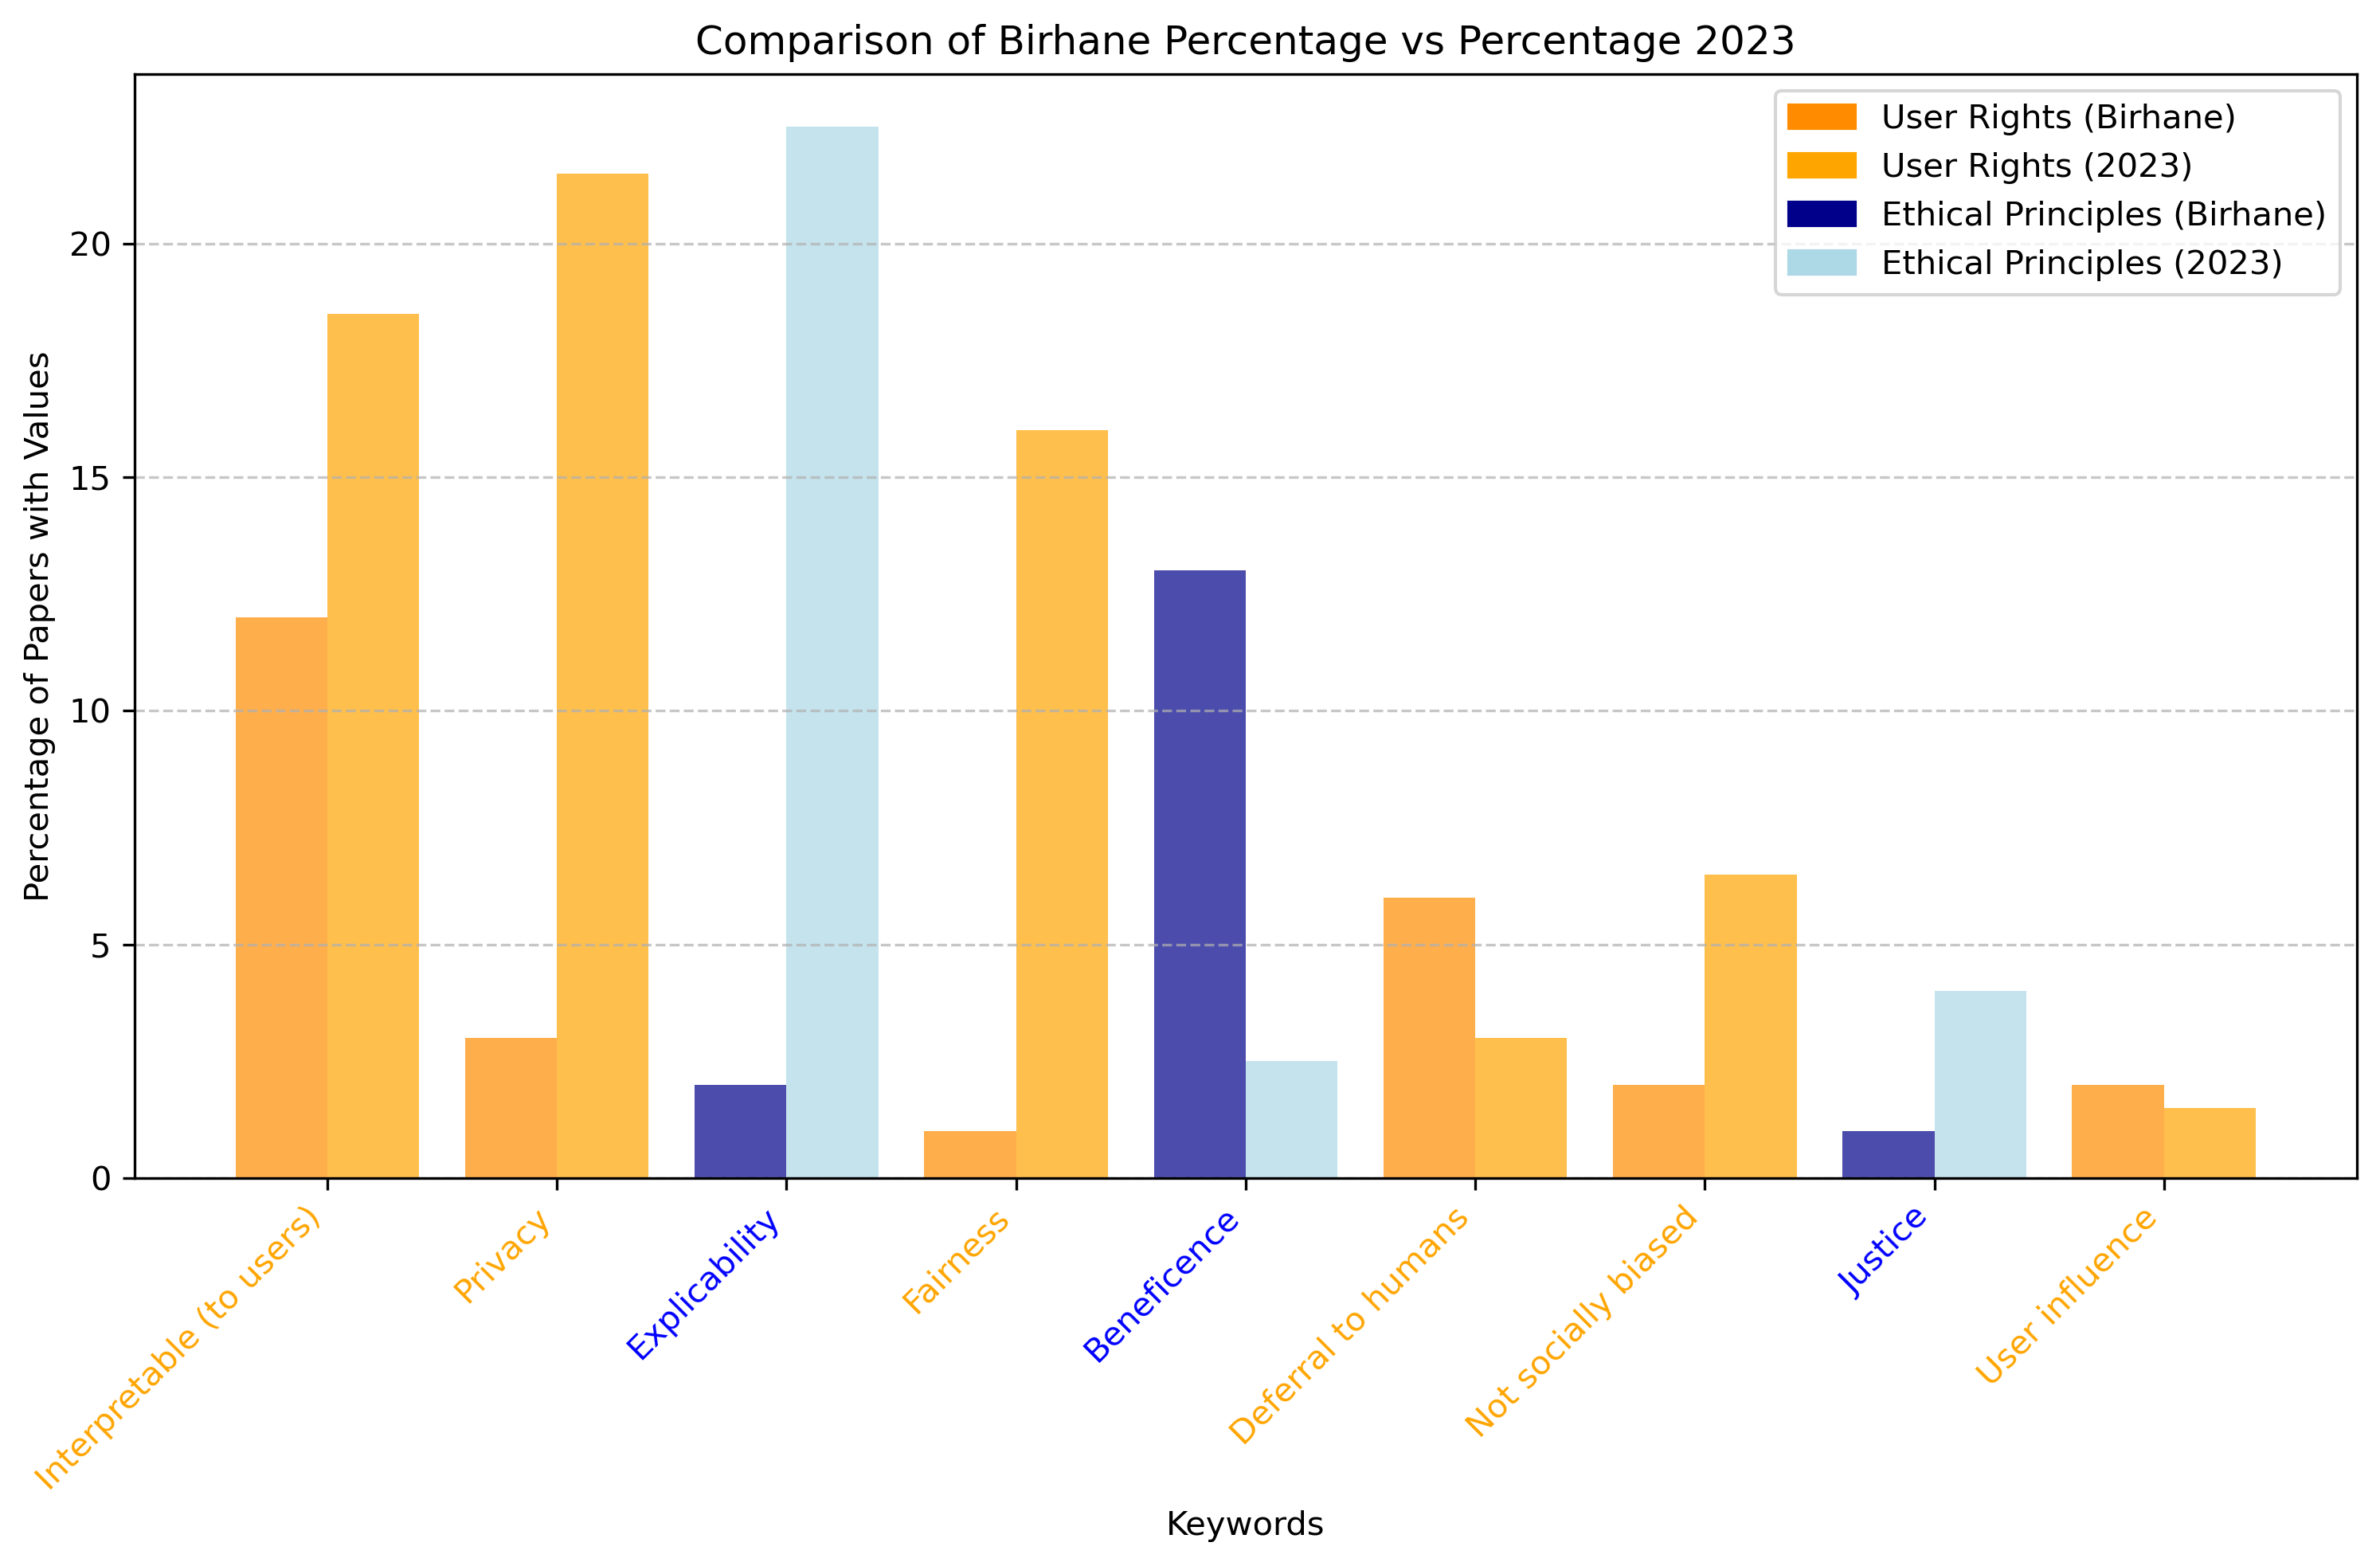 Comparison of Birhane Percentage vs Percentage 2023
User Rights (Birhane)
User Rights (2023)
Ethical Principles (Birhane)
Ethical Principles (2023)
Percentage of Papers with Values
20
15
10
5
0
Interpretable (to users)
Privacy
Explicability
Fairness
Beneficence
Deferral to humans
Not socially biased
Justice
User influence
Keywords